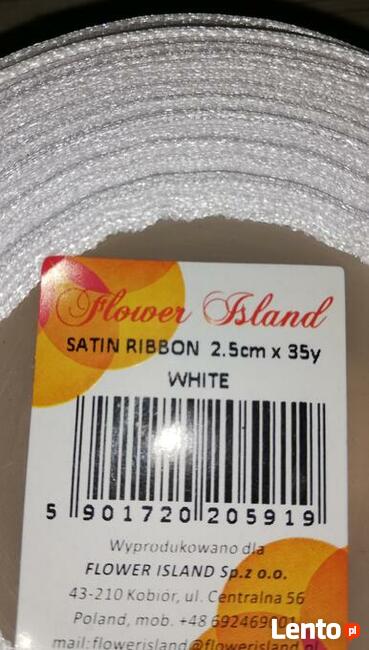 Flower Island
SATIN RIBBON 2.5cm x 35y
WHITE
5 901720 205919
Wyprodukowano dla
FLOWER ISLAND Sp.z o.o.
43-210 Kobiór, ul. Centralna 56
Poland, mob. +48 692469001
mail:flowerisland@flowerisland.pl
Lento.pl